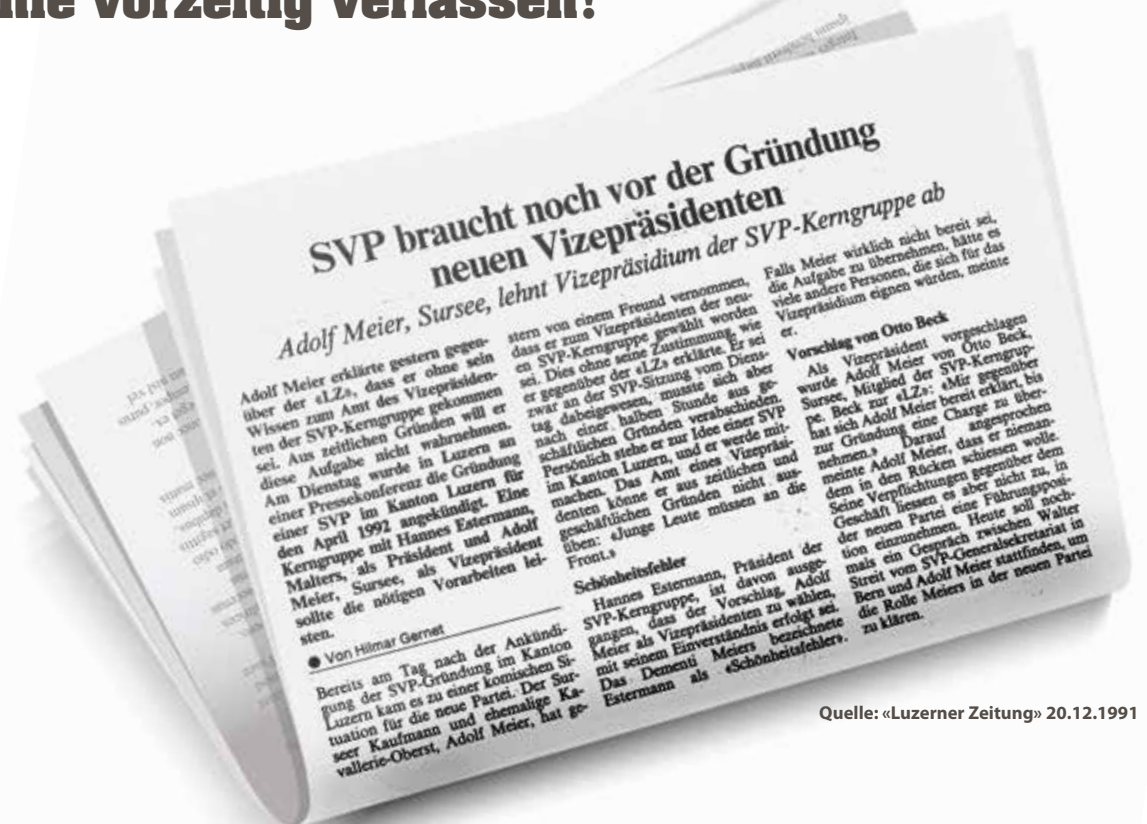 vorzeitig verlassen?
SVP braucht noch vor der Gründung
neuen Vizepräsidenten
Adolf Meier, Sursee, lehnt Vizepräsidium der SVP-Kerngruppe ab
Adolf Meier erklärte gestern gegen-
über der «LZ», dass er ohne sein
Wissen zum Amt des Vizepräsiden-
ten der SVP-Kerngruppe gekommen
sei. Aus zeitlichen Gründen will er
diese Aufgabe nicht wahrnehmen.
Am Dienstag wurde in Luzern an
einer Pressekonferenz die Gründung
einer SVP im Kanton Luzern für
den April 1992 angekündigt. Eine
Kerngruppe mit Hannes Estermann,
Malters, als Präsident und Adolf
Meier, Sursee, als Vizepräsident
sollte die nötigen Vorarbeiten lei-
sten.
● Von Hilmar Gernet
Bereits am Tag nach der Ankündi-
gung der SVP-Gründung im Kanton
Luzern kam es zu einer komischen Si-
tuation für die neue Partei. Der Sur-
seer Kaufmann und ehemalige Ka-
vallerie-Oberst, Adolf Meier, hat ge-
stern von einem Freund vernommen,
dass er zum Vizepräsidenten der neu-
en SVP-Kerngruppe gewählt worden
sei. Dies ohne seine Zustimmung, wie
er gegenüber der «LZ» erklärte. Er sei
zwar an der SVP-Sitzung vom Diens-
tag dabeigewesen, musste sich aber
nach einer halben Stunde aus ge-
schäftlichen Gründen verabschieden.
Persönlich stehe er zur Idee einer SVP
im Kanton Luzern, und er werde mit-
machen. Das Amt eines Vizepräsi-
denten könne er aus zeitlichen und
geschäftlichen Gründen nicht aus-
üben: «Junge Leute müssen an die
Front.»
Schönheitsfehler
Hannes Estermann, Präsident der
SVP-Kerngruppe, ist davon ausge-
gangen, dass der Vorschlag, Adolf
Meier als Vizepräsidenten zu wählen,
mit seinem Einverständnis erfolgt sei.
Das Dementi Meiers bezeichnete
Estermann als «Schönheitsfehler».
Falls Meier wirklich nicht bereit sei,
die Aufgabe zu übernehmen, hätte es
viele andere Personen, die sich für das
Vizepräsidium eignen würden, meinte
er.
Vorschlag von Otto Beck
Als Vizepräsident vorgeschlagen
wurde Adolf Meier von Otto Beck,
Sursee, Mitglied der SVP-Kerngrup-
pe. Beck zur «LZ»: «Mir gegenüber
hat sich Adolf Meier bereit erklärt, bis
zur Gründung eine Charge zu über-
nehmen.» Darauf angesprochen
meinte Adolf Meier, dass er nieman-
dem in den Rücken schiessen wolle.
Seine Verpflichtungen gegenüber dem
Geschäft liessen es aber nicht zu, in
der neuen Partei eine Führungsposi-
tion einzunehmen. Heute soll noch-
mals ein Gespräch zwischen Walter
Streit vom SVP-Generalsekretariat in
Bern und Adolf Meier stattfinden, um
die Rolle Meiers in der neuen Partei
zu klären.
Quelle: «Luzerner Zeitung» 20.12.1991